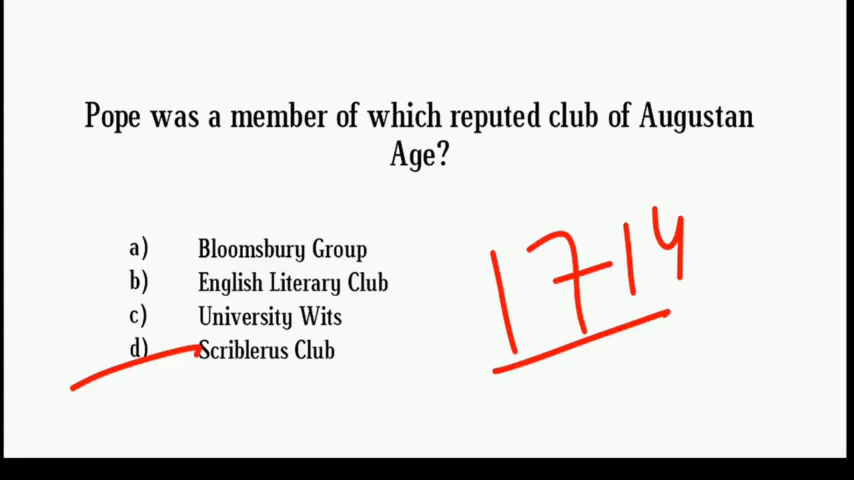 Pope was a member of which reputed club of Augustan
Age?
a) Bloomsbury Group
b) English Literary Club
c) University Wits
d) Scriblerus Club
1714